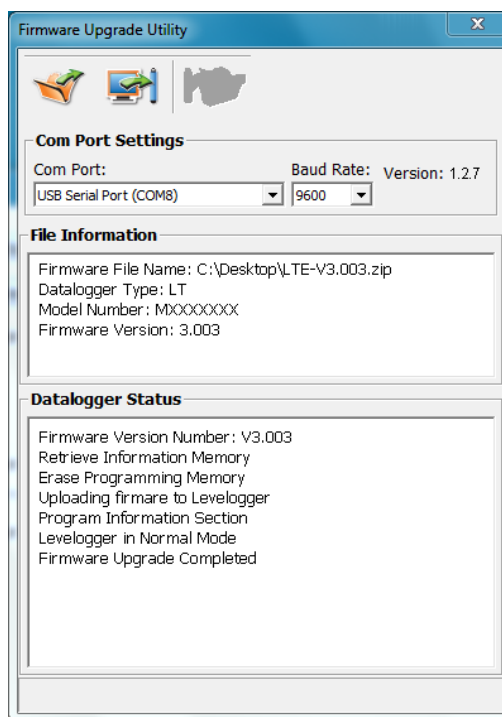 Firmware Upgrade Utility
Com Port Settings
Com Port:
Baud Rate:
Version: 1.2.7
USB Serial Port (COM8)
9600
File Information
Firmware File Name: C:\Desktop\LTE-V3.003.zip
Datalogger Type: LT
Model Number: MXXXXXXX
Firmware Version: 3.003
Datalogger Status
Firmware Version Number: V3.003
Retrieve Information Memory
Erase Programming Memory
Uploading firmare to Levelogger
Program Information Section
Levelogger in Normal Mode
Firmware Upgrade Completed